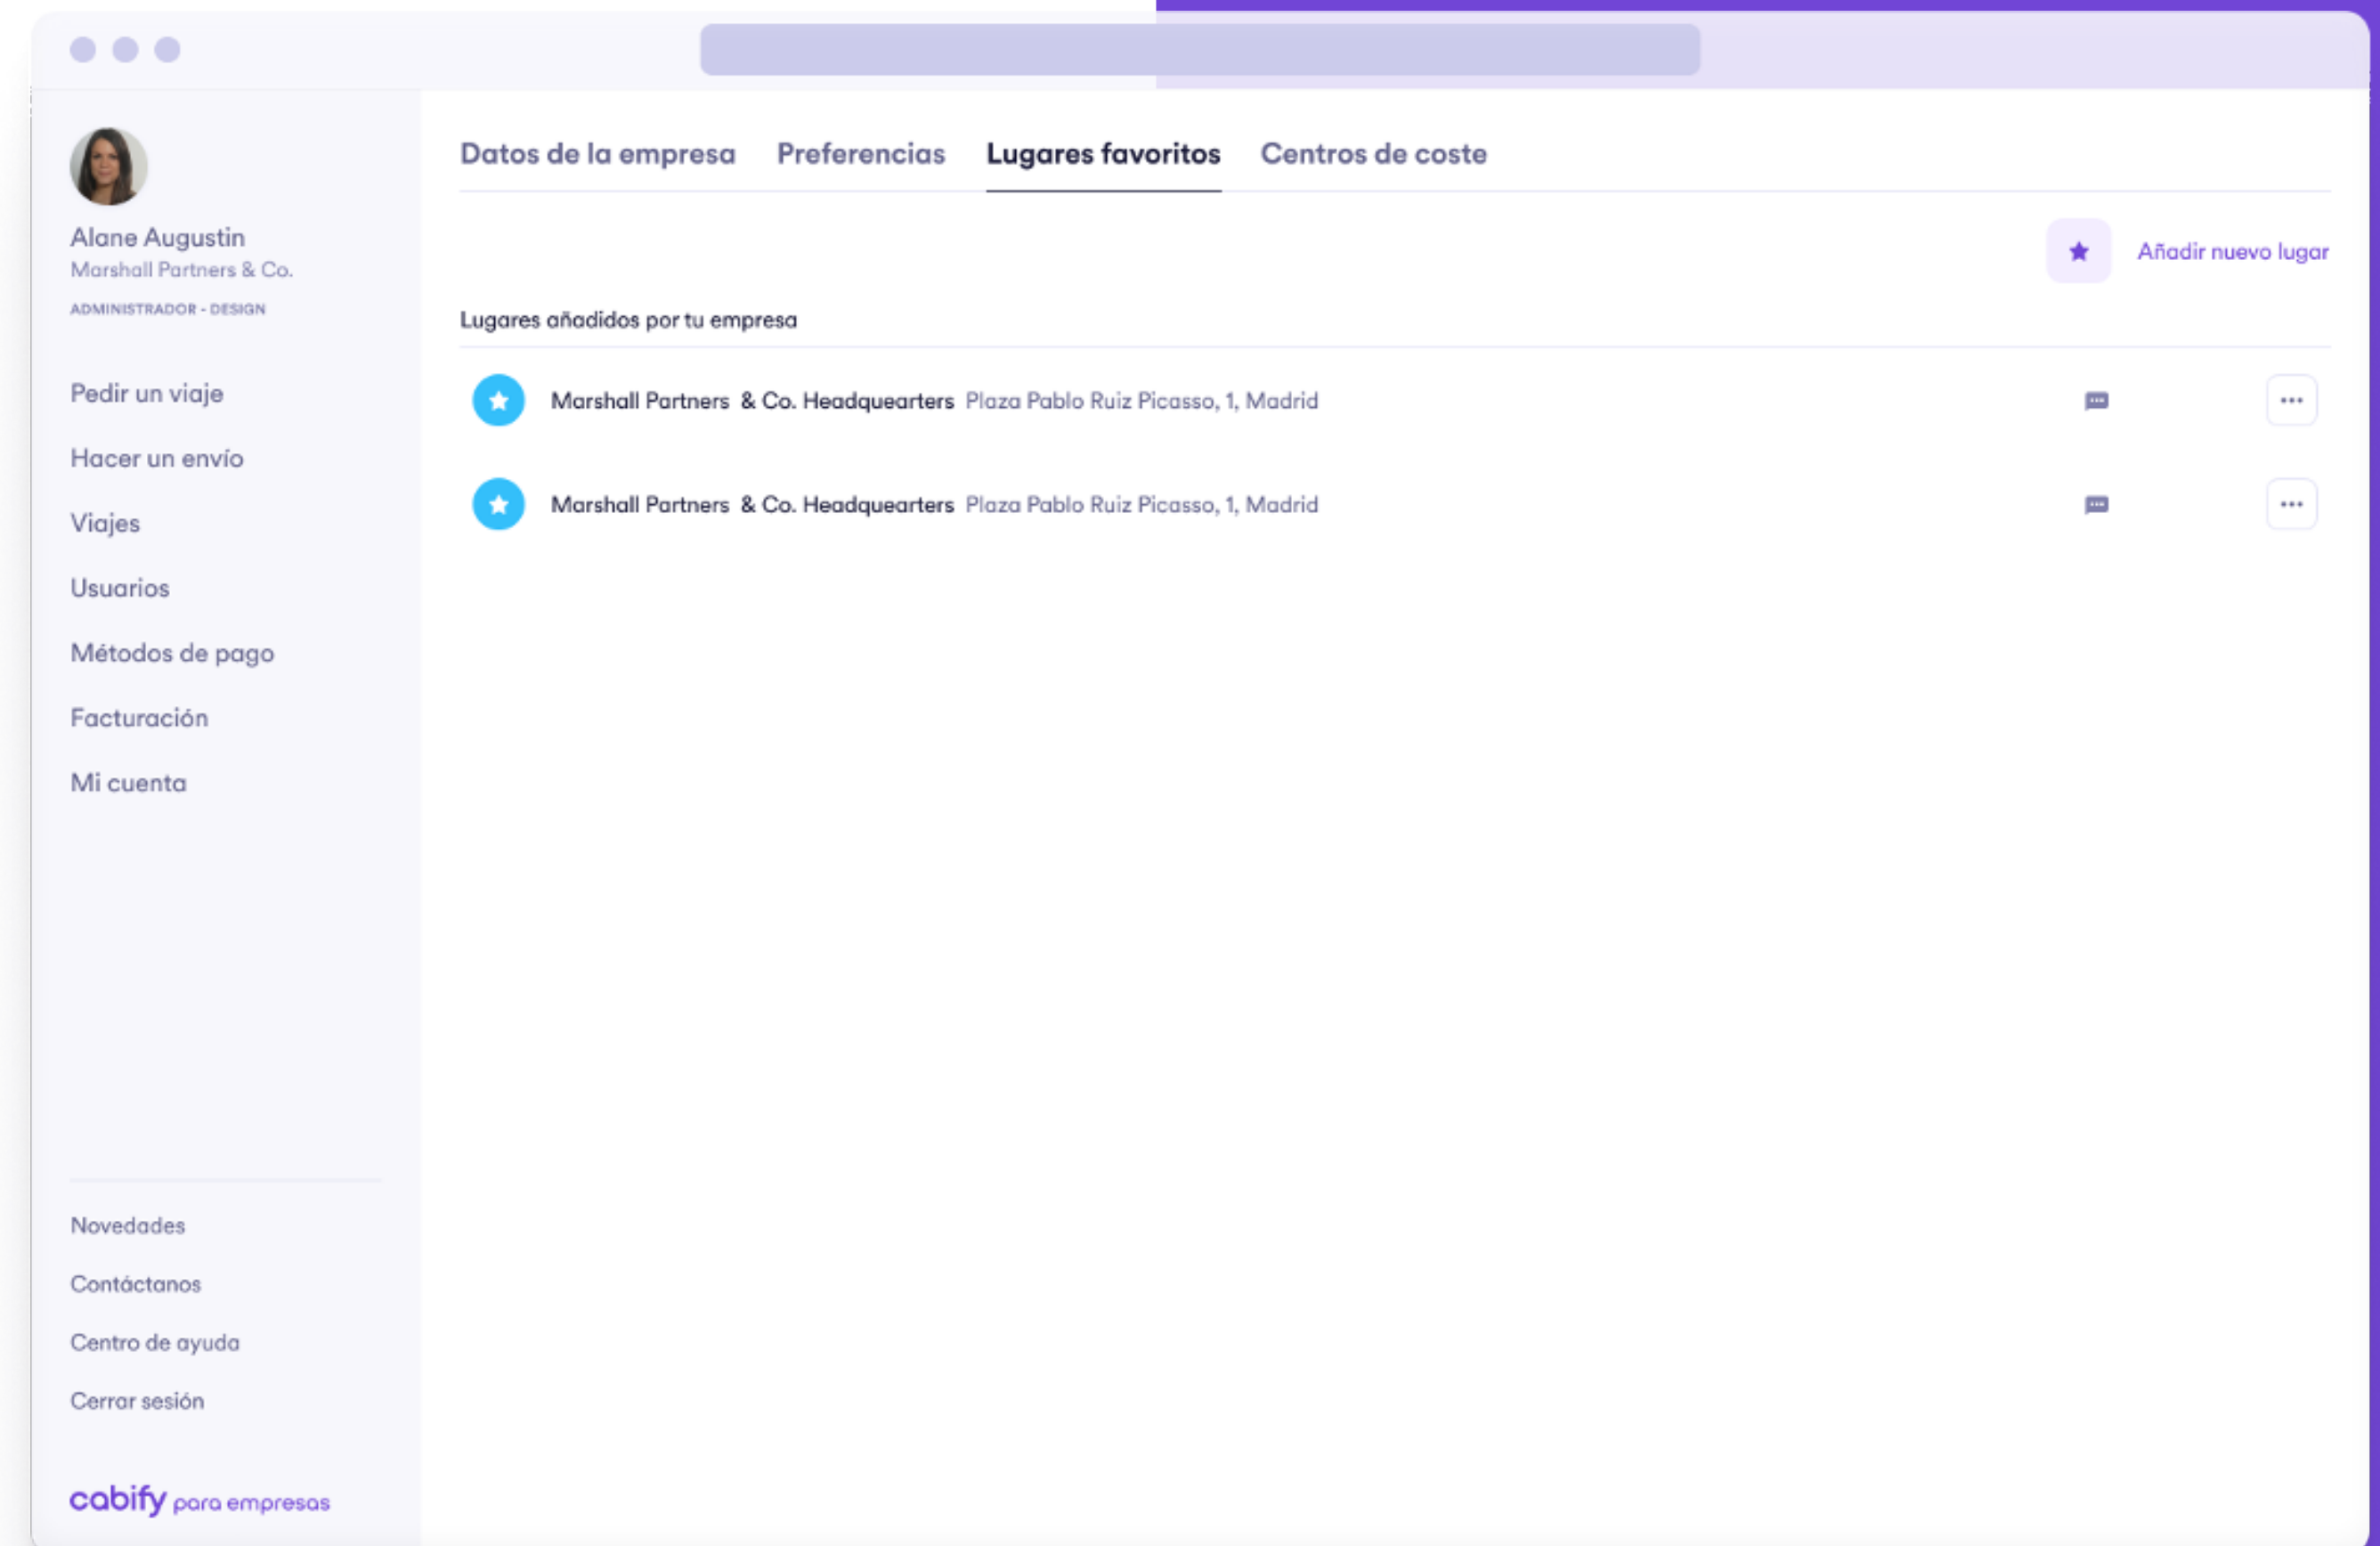 Alane Augustin
Marshall Partners & Co.
ADMINISTRADOR - DESIGN
Pedir un viaje
Hacer un envío
Viajes
Usuarios
Métodos de pago
Facturación
Mi cuenta
Novedades
Contáctanos
Centro de ayuda
Cerrar sesión
cabify para empresas
Datos de la empresa Preferencias Lugares favoritos Centros de coste
Añadir nuevo lugar
Lugares añadidos por tu empresa
Marshall Partners & Co. Headquearters Plaza Pablo Ruiz Picasso, 1, Madrid
Marshall Partners & Co. Headquearters Plaza Pablo Ruiz Picasso, 1, Madrid